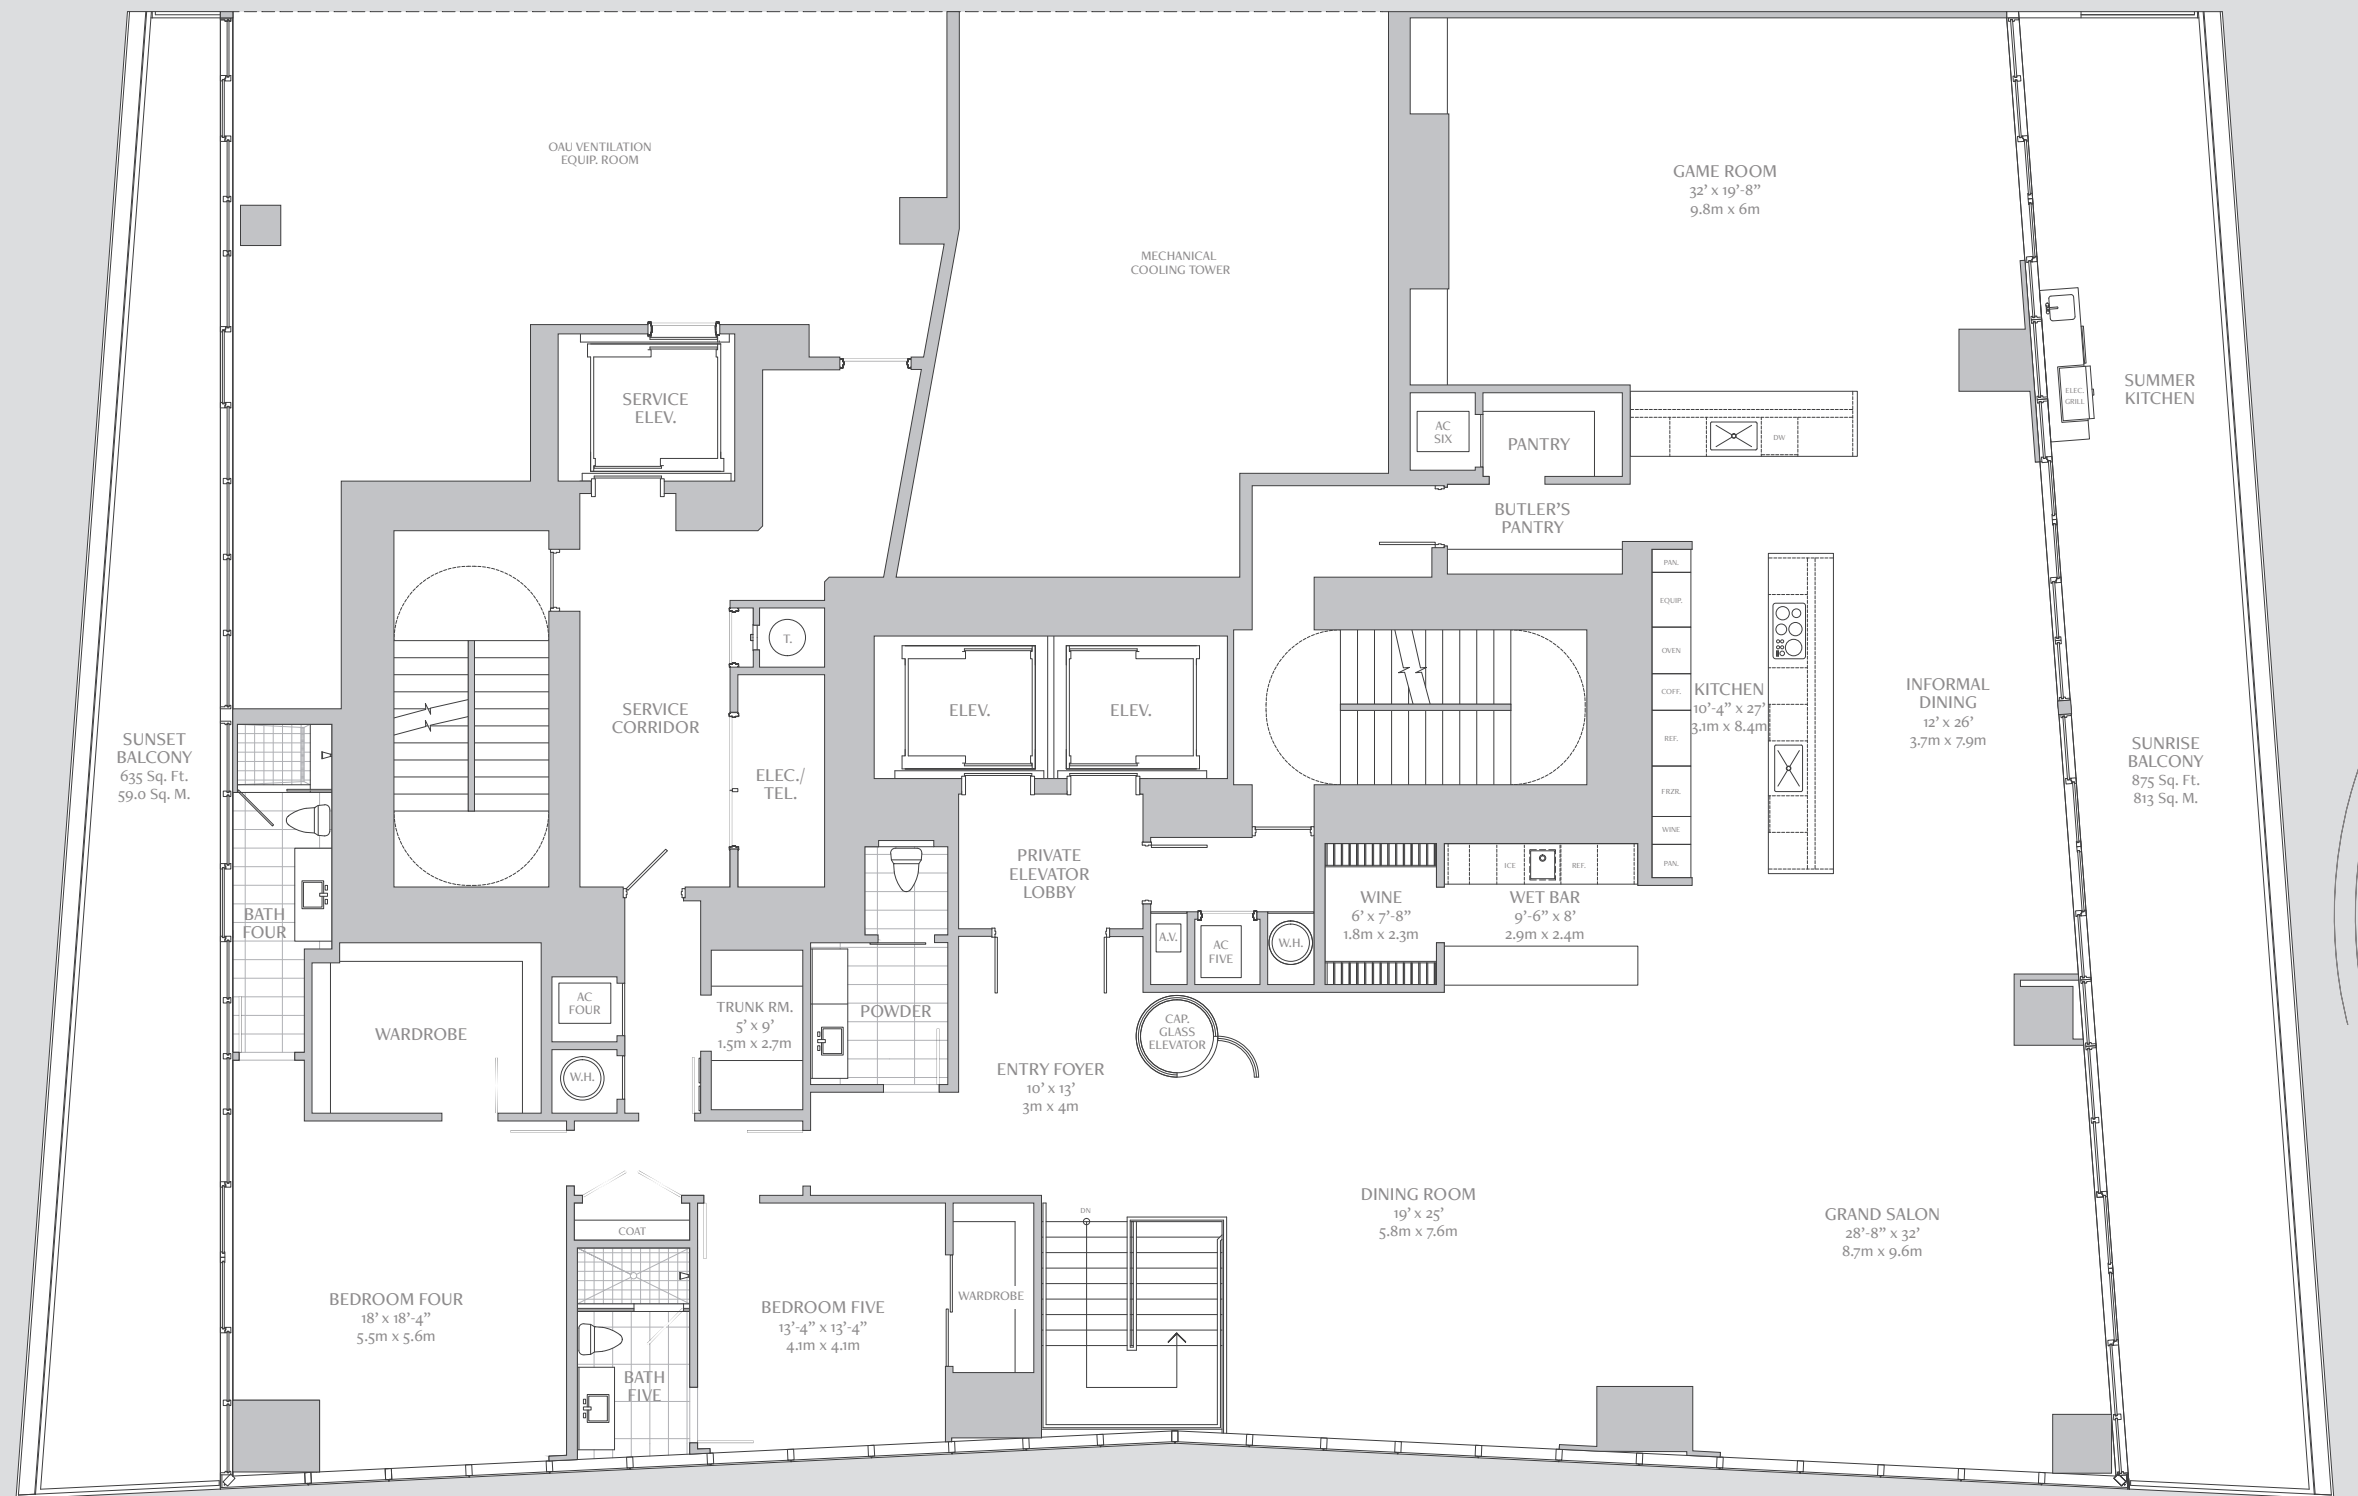 OAU VENTILATION
EQUIP. ROOM
MECHANICAL
COOLING TOWER
GAME ROOM
32’ x 19’-8”
9.8m x 6m
SERVICE
ELEV.
AC
SIX
PANTRY
DW
ELEC.
GRILL
SUMMER
KITCHEN
BUTLER’S
PANTRY
PAN.
EQUIP.
OVEN
COFF.
REF.
FRZR.
WINE
PAN.
KITCHEN
10’-4” x 27’
3.1m x 8.4m
INFORMAL
DINING
12’ x 26’
3.7m x 7.9m
SUNRISE
BALCONY
875 Sq. Ft.
813 Sq. M.
SUNSET
BALCONY
635 Sq. Ft.
59.0 Sq. M.
T.
SERVICE
CORRIDOR
ELEC./
TEL.
ELEV.
ELEV.
PRIVATE
ELEVATOR
LOBBY
BATH
FOUR
WINE
6’ x 7’-8”
1.8m x 2.3m
ICE
REF.
WET BAR
9’-6” x 8’
2.9m x 2.4m
A.V.
AC
FIVE
W.H.
WARDROBE
AC
FOUR
W.H.
TRUNK RM.
5’ x 9’
1.5m x 2.7m
POWDER
CAP.
GLASS
ELEVATOR
ENTRY FOYER
10’ x 13’
3m x 4m
COAT
DN
DINING ROOM
19’ x 25’
5.8m x 7.6m
GRAND SALON
28’-8” x 32’
8.7m x 9.6m
BEDROOM FOUR
18’ x 18’-4”
5.5m x 5.6m
BATH
FIVE
BEDROOM FIVE
13’-4” x 13’-4”
4.1m x 4.1m
WARDROBE